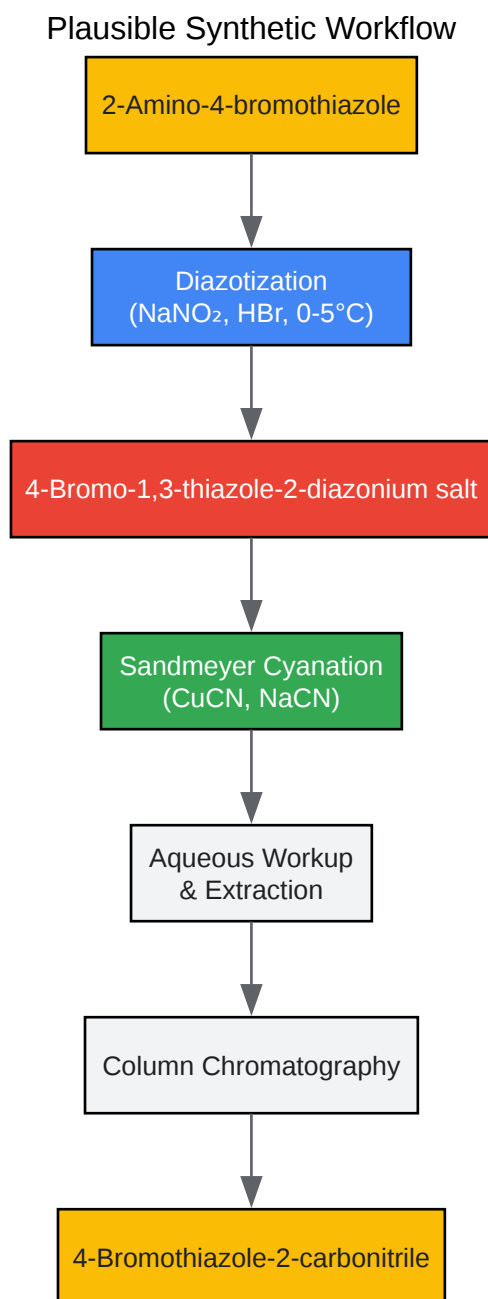 Plausible Synthetic Workflow
2-Amino-4-bromothiazole
Diazotization
(NaNO₂, HBr, 0-5°C)
4-Bromo-1,3-thiazole-2-diazonium salt
Sandmeyer Cyanation
(CuCN, NaCN)
Aqueous Workup
& Extraction
Column Chromatography
4-Bromothiazole-2-carbonitrile